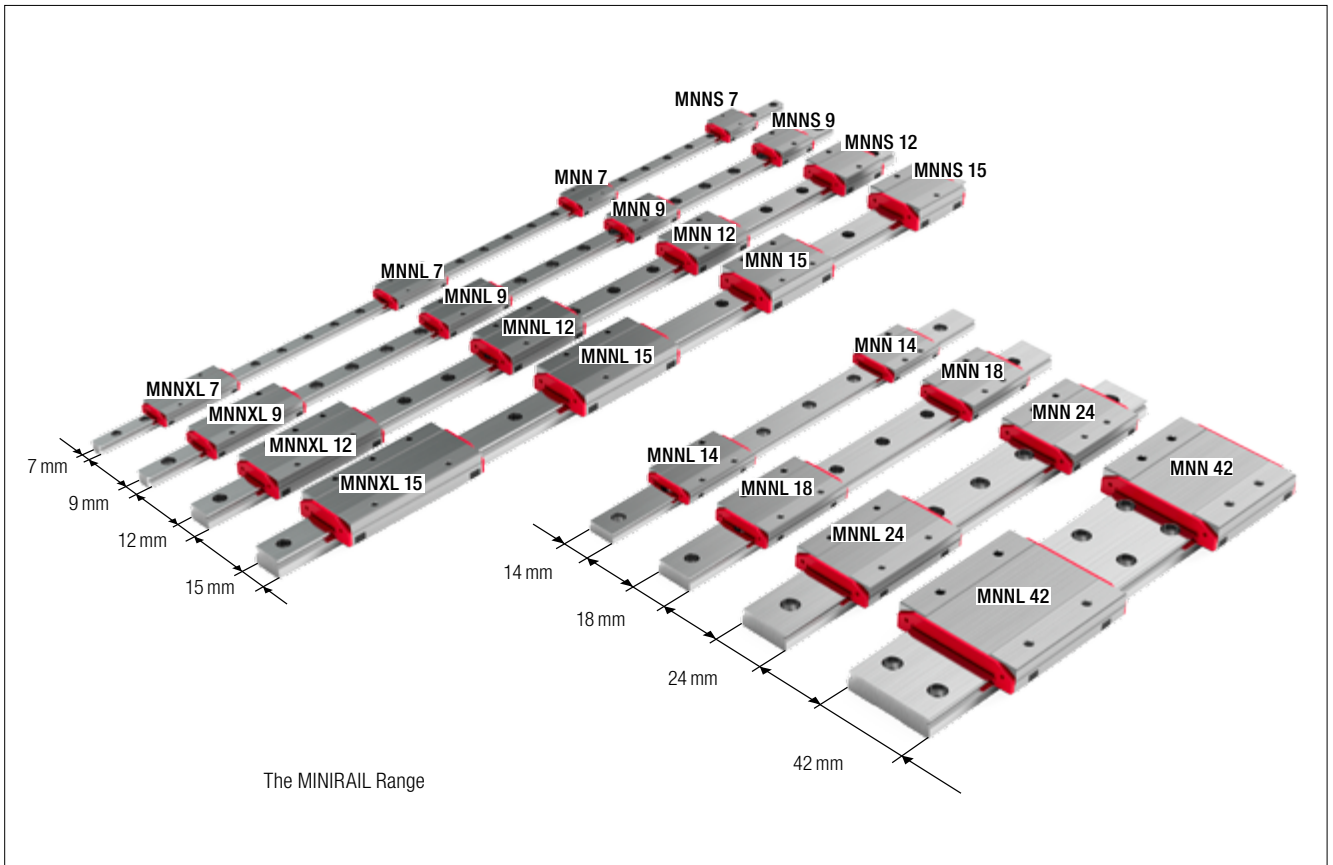 MNNS 7
MNNS 9
MNNS 12
MNNS 15
MNN 7
MNN 9
MNN 12
MNN 15
MNNL 7
MNNL 9
MNNL 12
MNNL 15
MNNXL 7
MNNXL 9
MNNXL 12
MNNXL 15
7 mm
9 mm
12 mm
15 mm
MNN 14
MNN 18
MNN 24
MNN 42
MNNL 14
MNNL 18
MNNL 24
MNNL 42
14 mm
18 mm
24 mm
42 mm
The MINIRAIL Range